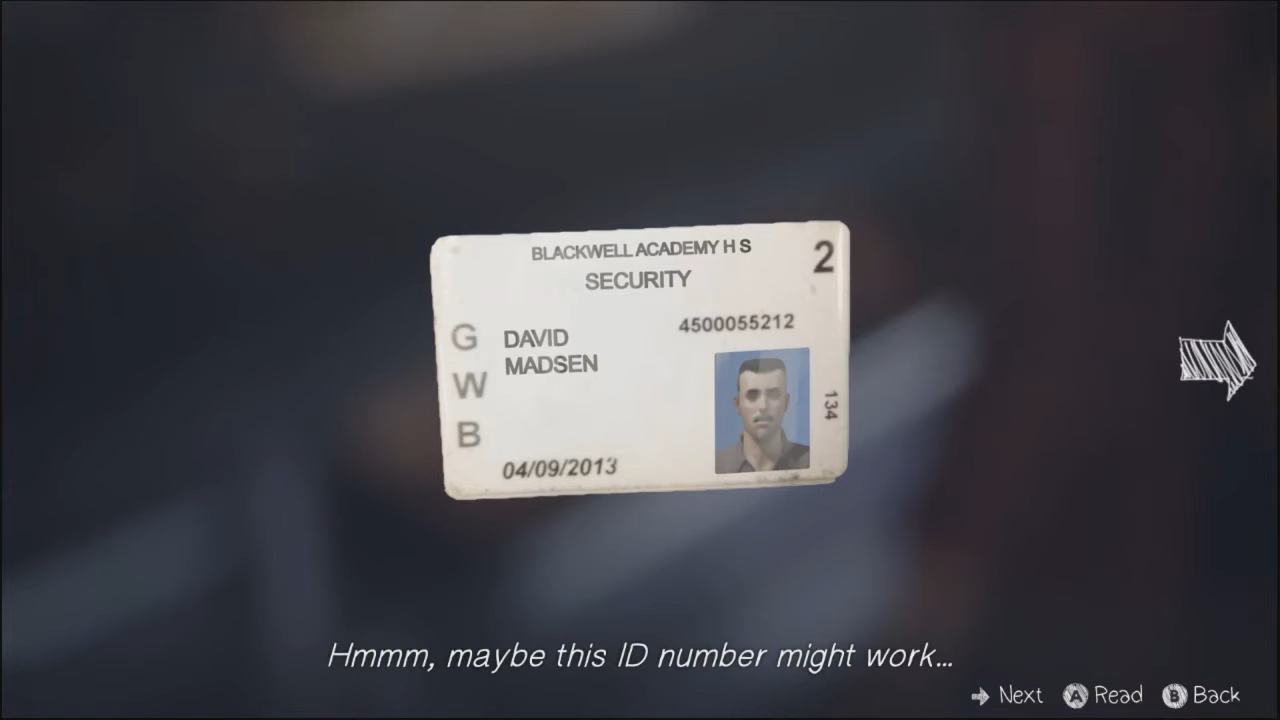 BLACKWELL ACADEMY H S
2
SECURITY
4500055212
G
DAVID
W
MADSEN
B
134
04/09/2013
Hmmm, maybe this ID number might work...
Next A Read B Back